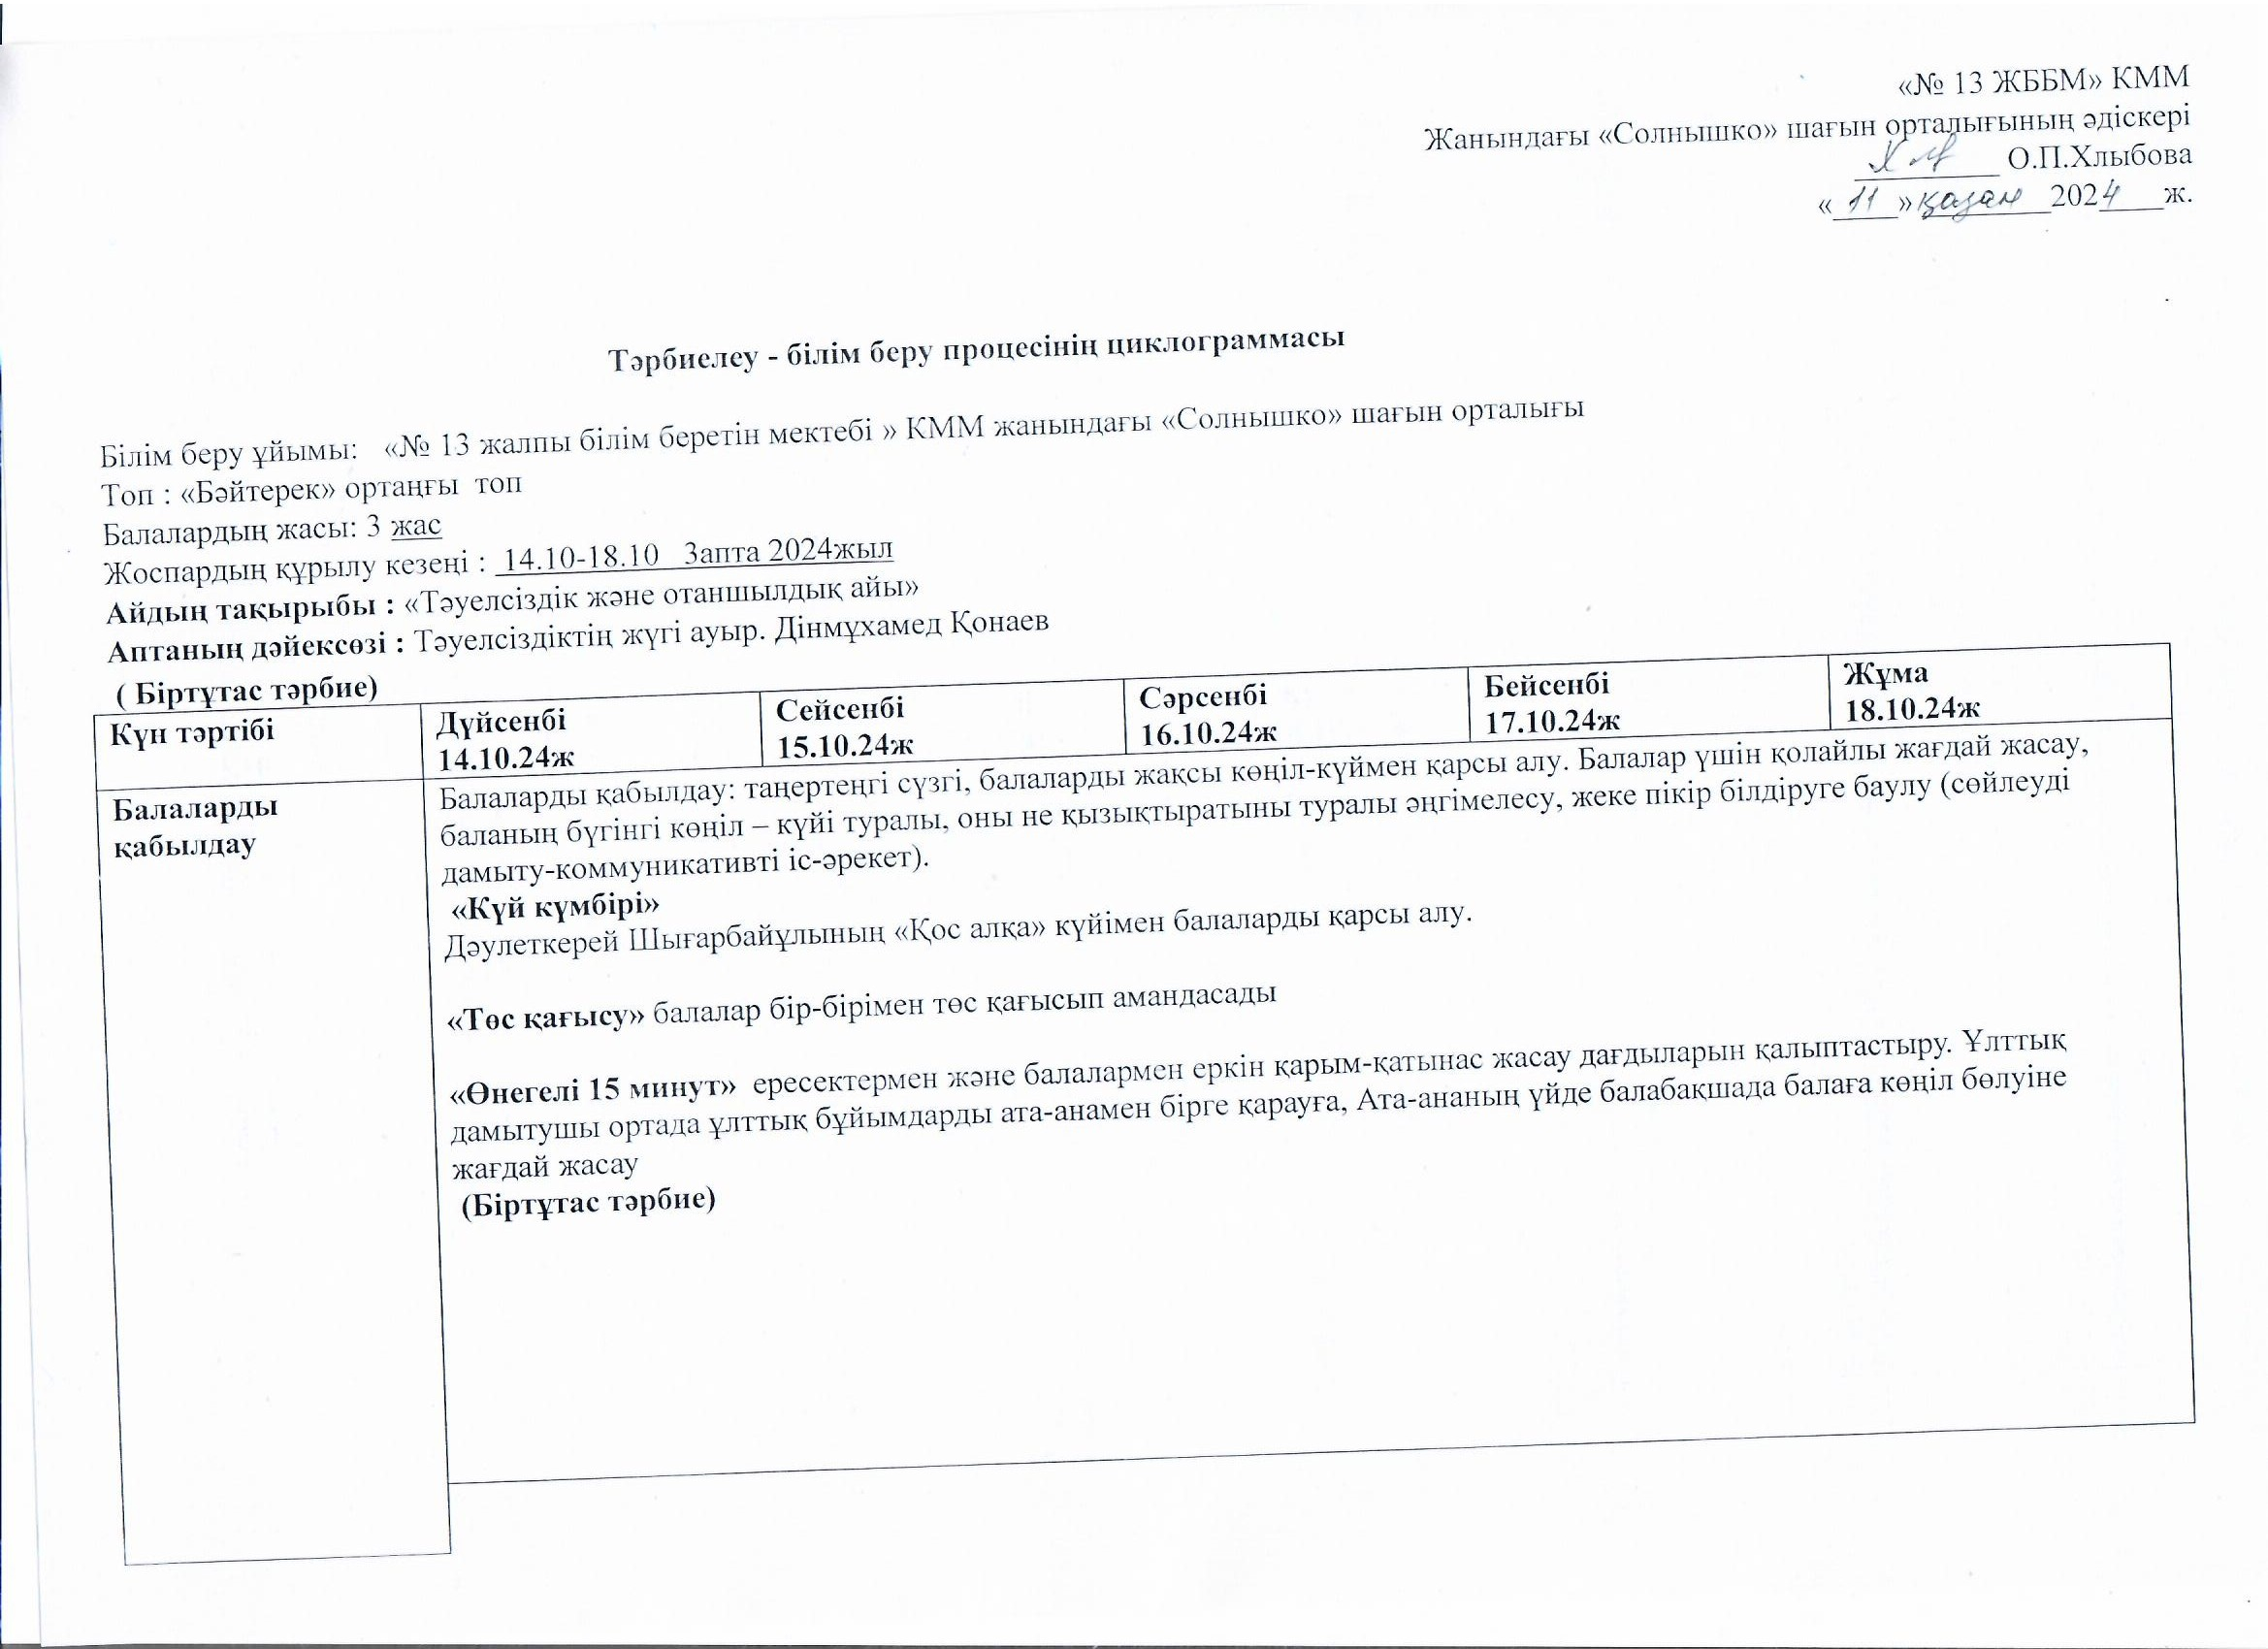 «№ 13 ЖББМ» КММ
Жанындағы «Солнышко» шағын орталығының әдіскері
О.П.Хлыбова
« 11 » қазан 2024 ж.
Тәрбиелеу - білім беру процесінің циклограммасы
Білім беру ұйымы: «№ 13 жалпы білім беретін мектебі » КММ жанындағы «Солнышко» шағын орталығы
Топ : «Бәйтерек» ортаңғы топ
Балалардың жасы: 3 жас
Жоспардың құрылу кезеңі : 14.10-18.10 3апта 2024жыл
Айдың тақырыбы : «Тәуелсіздік және отаншылдық айы»
Аптаның дәйексөзі : Тәуелсіздіктің жүгі ауыр. Дінмұхамед Қонаев
( Біртұтас тәрбие)
Күн тәртібі
Дүйсенбі
14.10.24ж
Сейсенбі
15.10.24ж
Сәрсенбі
16.10.24ж
Бейсенбі
17.10.24ж
Жұма
18.10.24ж
Балаларды
қабылдау
Балаларды қабылдау: таңертеңгі сүзгі, балаларды жақсы көңіл-күймен қарсы алу. Балалар үшін қолайлы жағдай жасау,
баланың бүгінгі көңіл – күйі туралы, оны не қызықтыратыны туралы әңгімелесу, жеке пікір білдіруге баулу (сөйлеуді
дамыту-коммуникативті іс-әрекет).
«Күй күмбірі»
Дәулеткерей Шығарбайұлының «Қос алқа» күйімен балаларды қарсы алу.
«Төс қағысу» балалар бір-бірімен төс қағысып амандасады
«Өнегелі 15 минут» ересектермен және балалармен еркін қарым-қатынас жасау дағдыларын қалыптастыру. Ұлттық
дамытушы ортада ұлттық бұйымдарды ата-анамен бірге қарауға, Ата-ананың үйде балабақшада балаға көңіл бөлуіне
жағдай жасау
(Біртұтас тәрбие)